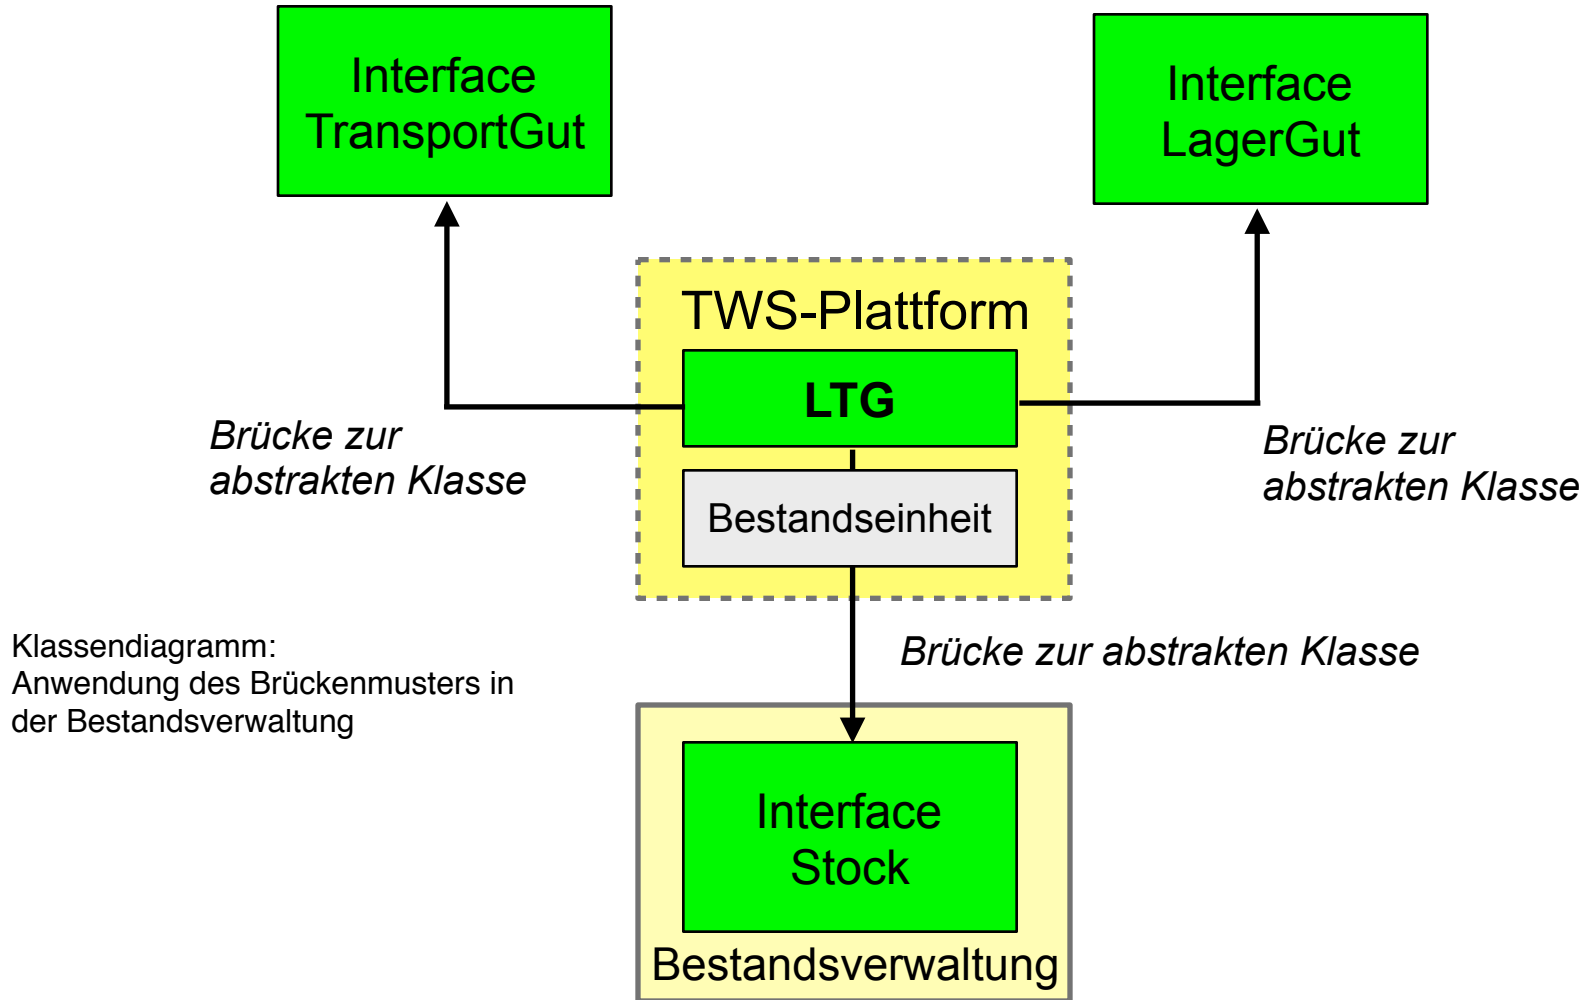 Interface
TransportGut
Interface
LagerGut
TWS-Plattform
LTG
Brücke zur
abstrakten Klasse
Brücke zur
abstrakten Klasse
Bestandseinheit
Klassendiagramm:
Anwendung des Brückenmusters in
der Bestandsverwaltung
Brücke zur abstrakten Klasse
Interface
Stock
Bestandsverwaltung